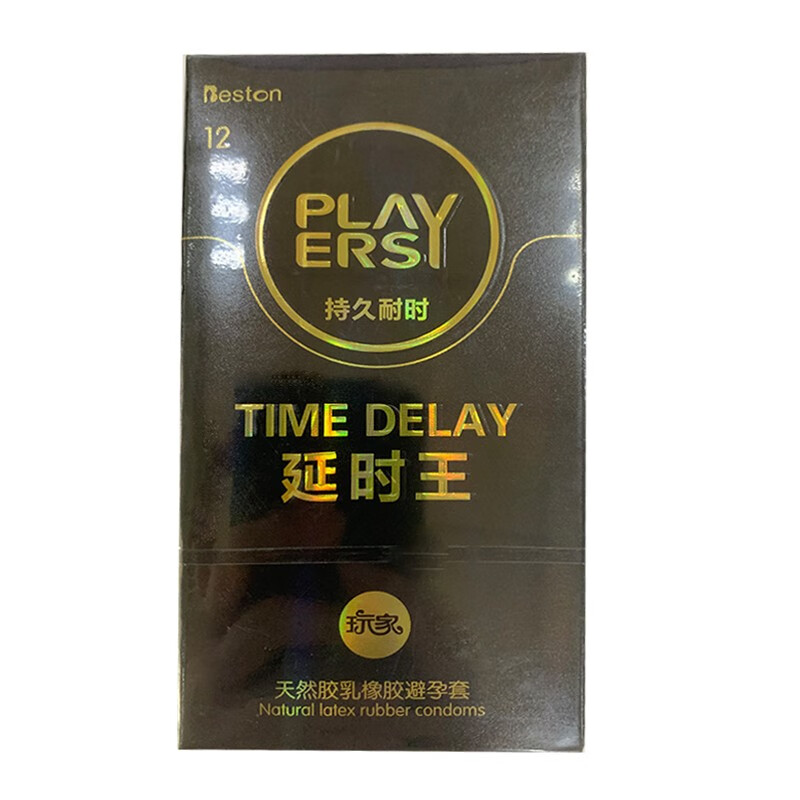 Beston
12
PLAY
ERS
持久耐时
TIME DELAY
延时王
玩家
天然胶乳橡胶避孕套
Natural latex rubber condoms